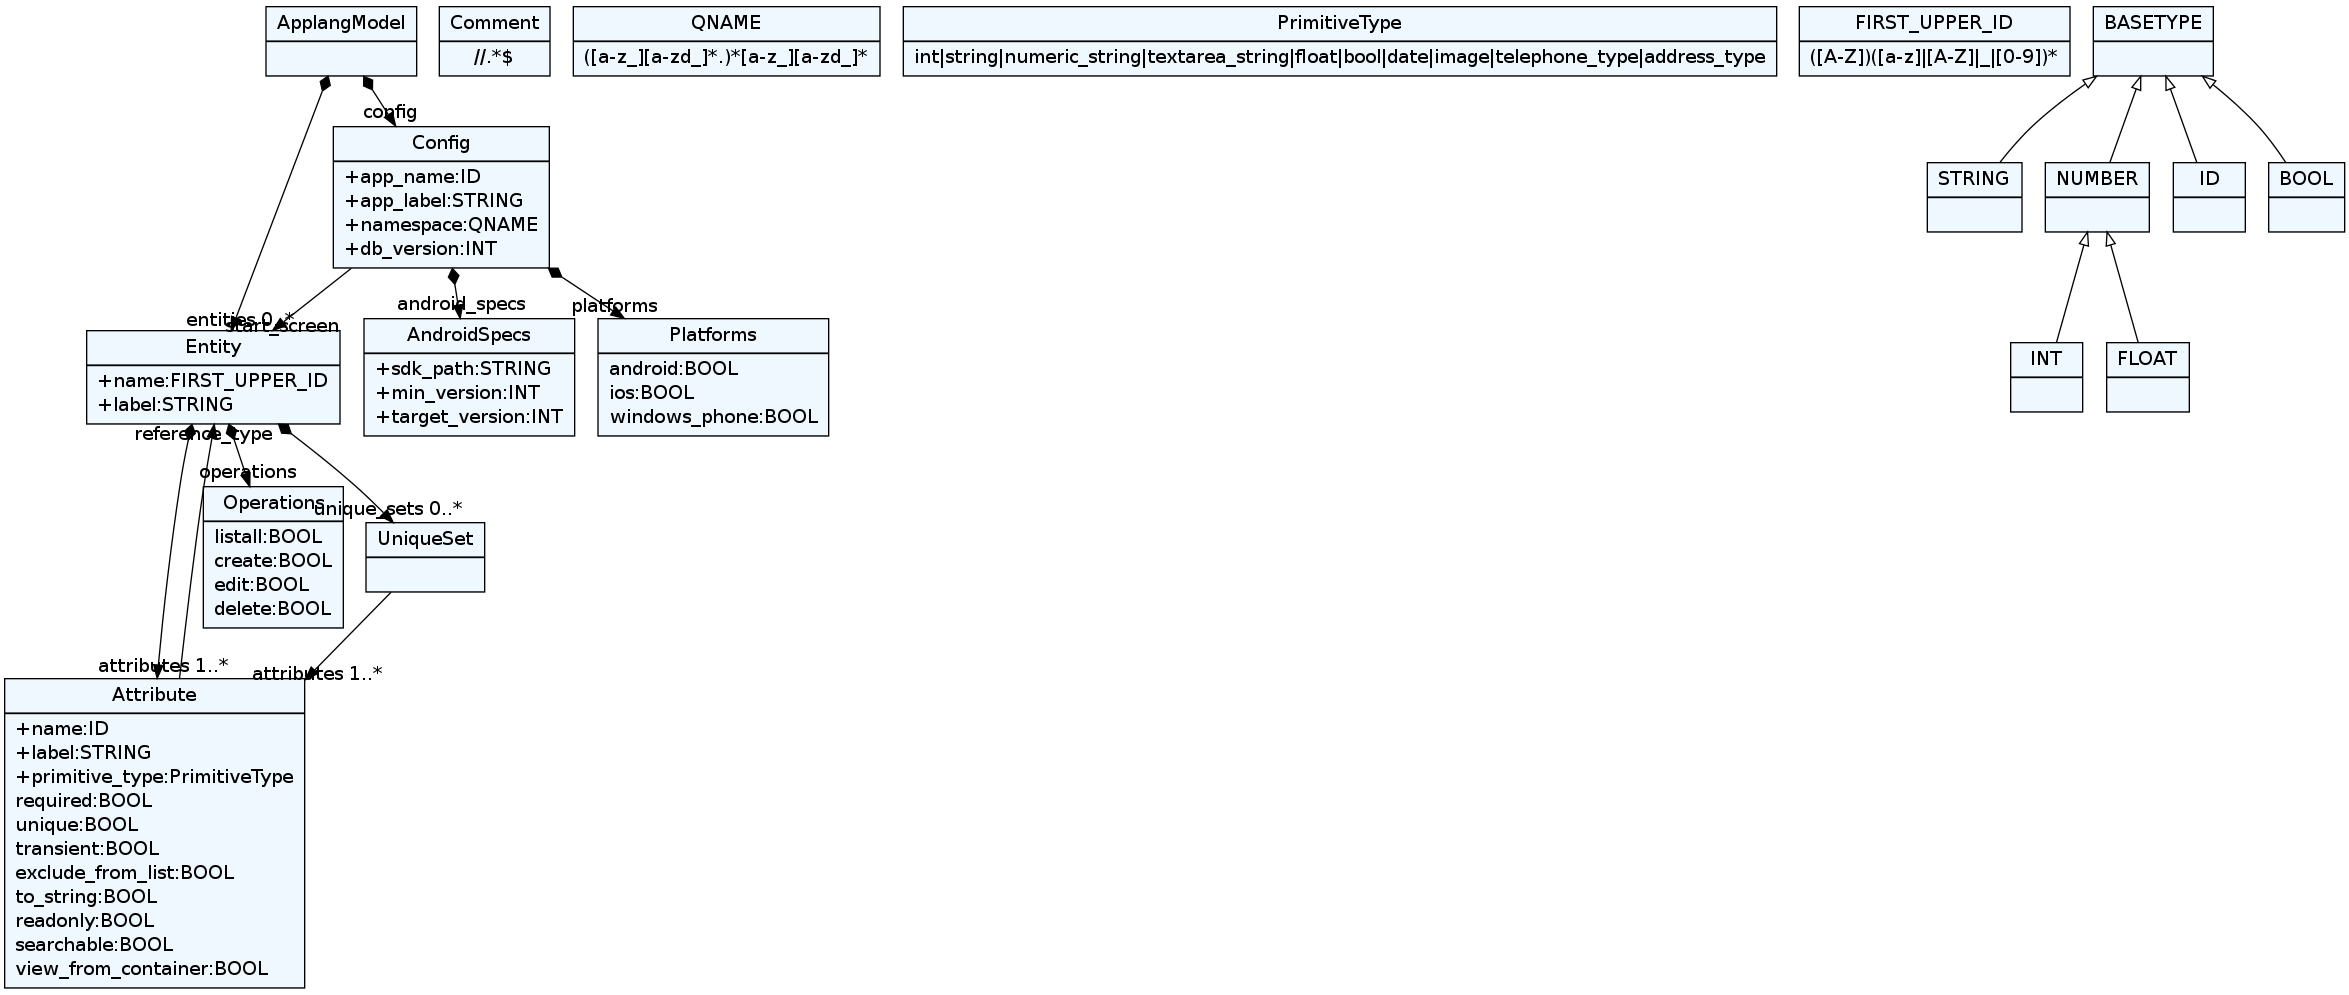 ApplangModel
Comment
//.*$
QNAME
([a-z_][a-zd_]*.)*[a-z_][a-zd_]*
PrimitiveType
int|string|numeric_string|textarea_string|float|bool|date|image|telephone_type|address_type
FIRST_UPPER_ID
([A-Z])([a-z]|[A-Z]|_|[0-9])*
BASETYPE
config
Config
+app_name:ID
+app_label:STRING
+namespace:QNAME
+db_version:INT
STRING
NUMBER
ID
BOOL
entities 0..*
start_screen
android_specs
platforms
Entity
+name:FIRST_UPPER_ID
+label:STRING
AndroidSpecs
+sdk_path:STRING
+min_version:INT
+target_version:INT
Platforms
android:BOOL
ios:BOOL
windows_phone:BOOL
INT
FLOAT
reference_type
operations
unique_sets 0..*
Operations
listall:BOOL
create:BOOL
edit:BOOL
delete:BOOL
UniqueSet
attributes 1..*
attributes 1..*
Attribute
+name:ID
+label:STRING
+primitive_type:PrimitiveType
required:BOOL
unique:BOOL
transient:BOOL
exclude_from_list:BOOL
to_string:BOOL
readonly:BOOL
searchable:BOOL
view_from_container:BOOL